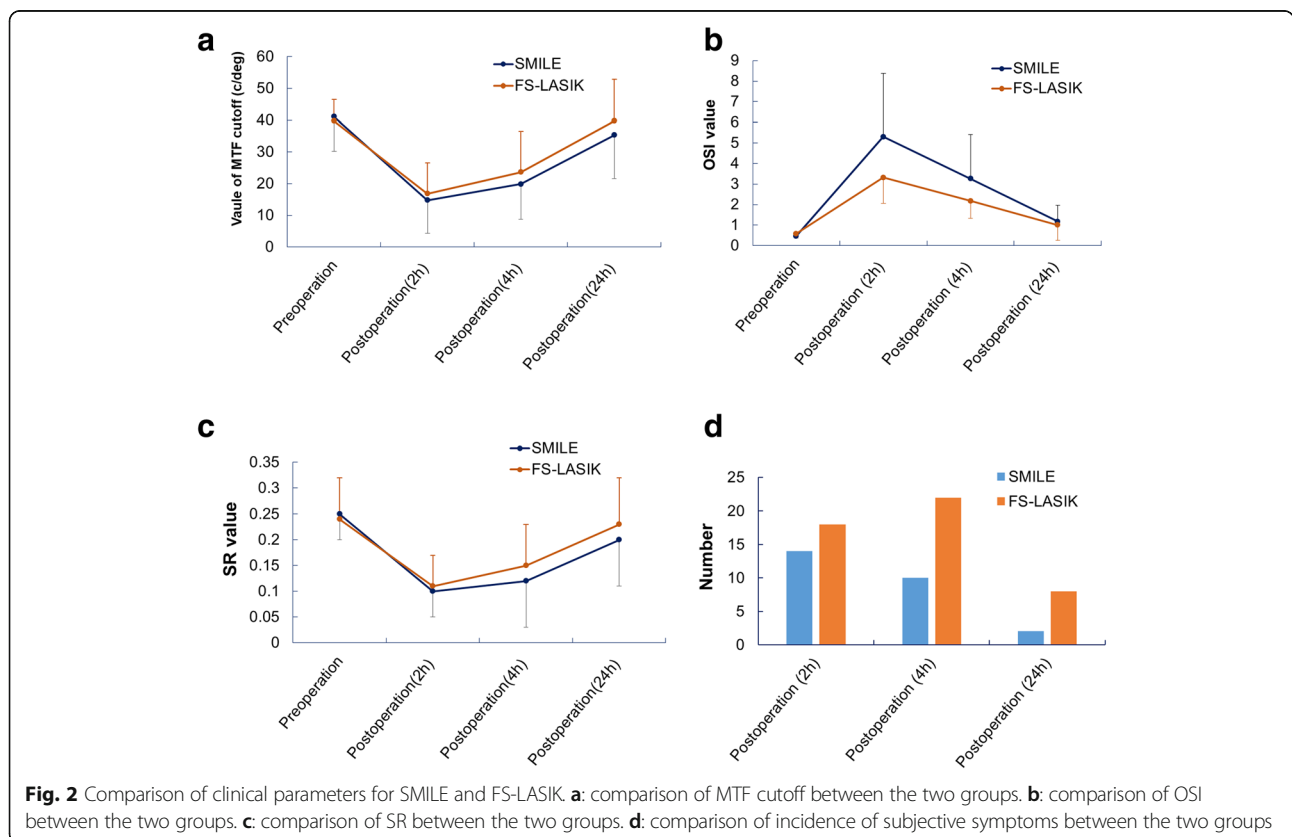 a
60
50
40
30
20
10
0
Vaule of MTF cutoff (c/deg)
SMILE
FS-LASIK
Preoperation
Postoperation(2h)
Postoperation(4h)
Postoperation(24h)
b
9
8
7
6
5
4
3
2
1
0
OSI value
SMILE
FS-LASIK
Preoperation
Postoperation (2h)
Postoperation (4h)
Postoperation (24h)
c
0.35
0.3
0.25
0.2
0.15
0.1
0.05
0
SR value
SMILE
FS-LASIK
Preoperation
Postoperation(2h)
Postoperation(4h)
Postoperation(24h)
d
25
20
15
10
5
0
Number
SMILE
FS-LASIK
Postoperation (2h)
Postoperation (4h)
Postoperation (24h)
Fig. 2 Comparison of clinical parameters for SMILE and FS-LASIK. a: comparison of MTF cutoff between the two groups. b: comparison of OSI
between the two groups. c: comparison of SR between the two groups. d: comparison of incidence of subjective symptoms between the two groups